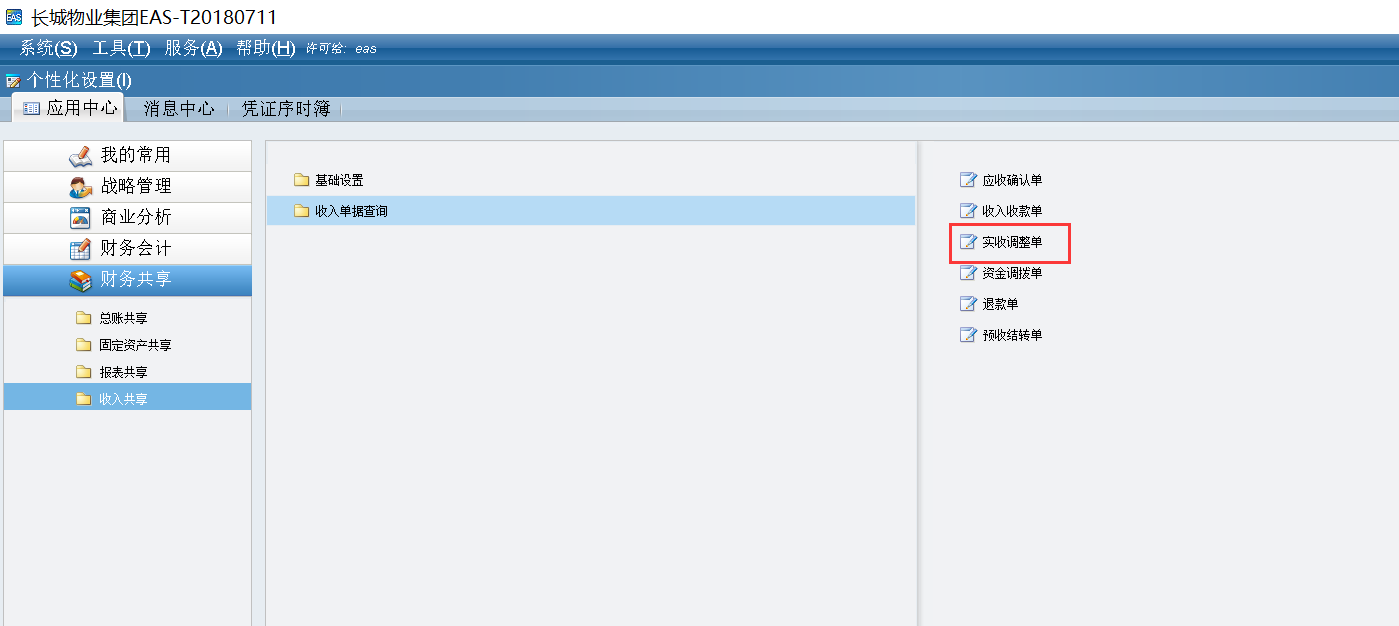 长城物业集团EAS-T20180711
系统(S) 工具(T) 服务(A) 帮助(H) 许可给: eas
个性化设置(I)
应用中心 消息中心 凭证序时簿
我的常用
战略管理
商业分析
财务会计
财务共享
总账共享
固定资产共享
报表共享
收入共享
基础设置
收入单据查询
应收确认单
收入收款单
实收调整单
资金调拨单
退款单
预收结转单